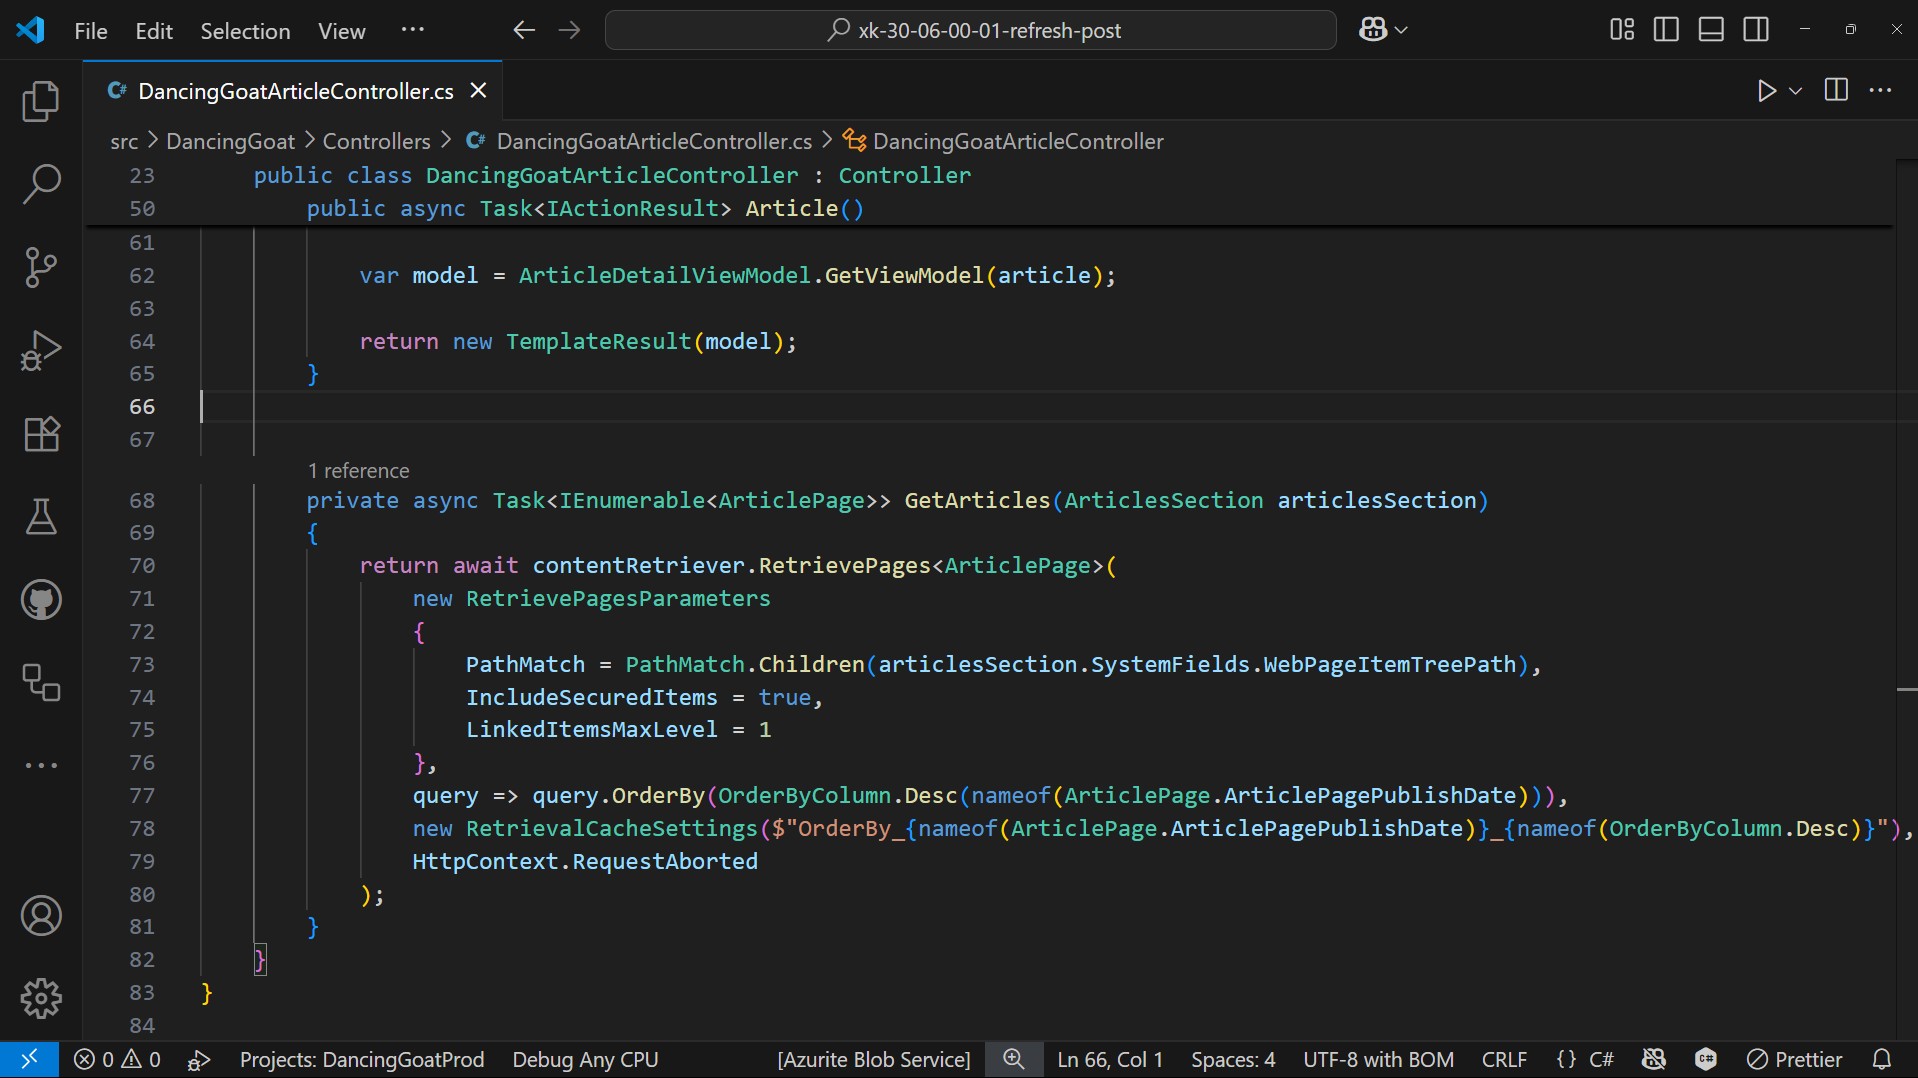 File Edit Selection View ··· xk-30-06-00-01-refresh-post
C# DancingGoatArticleController.cs
src > DancingGoat > Controllers > C# DancingGoatArticleController.cs > DancingGoatArticleController
23 public class DancingGoatArticleController : Controller
50 public async Task<IActionResult> Article()
61
62 var model = ArticleDetailViewModel.GetViewModel(article);
63
64 return new TemplateResult(model);
65 }
66
67
1 reference
68 private async Task<IEnumerable<ArticlePage>> GetArticles(ArticlesSection articlesSection)
69 {
70 return await contentRetriever.RetrievePages<ArticlePage>(
71 new RetrievePagesParameters
72 {
73 PathMatch = PathMatch.Children(articlesSection.SystemFields.WebPageItemTreePath),
74 IncludeSecuredItems = true,
75 LinkedItemsMaxLevel = 1
76 },
77 query => query.OrderBy(OrderByColumn.Desc(nameof(ArticlePage.ArticlePagePublishDate))),
78 new RetrievalCacheSettings($"OrderBy_{nameof(ArticlePage.ArticlePagePublishDate)}_{nameof(OrderByColumn.Desc)}"),
79 HttpContext.RequestAborted
80 );
81 }
82 }
83 }
84
0 0 Projects: DancingGoatProd Debug Any CPU [Azurite Blob Service] Ln 66, Col 1 Spaces: 4 UTF-8 with BOM CRLF {} C# C# Prettier